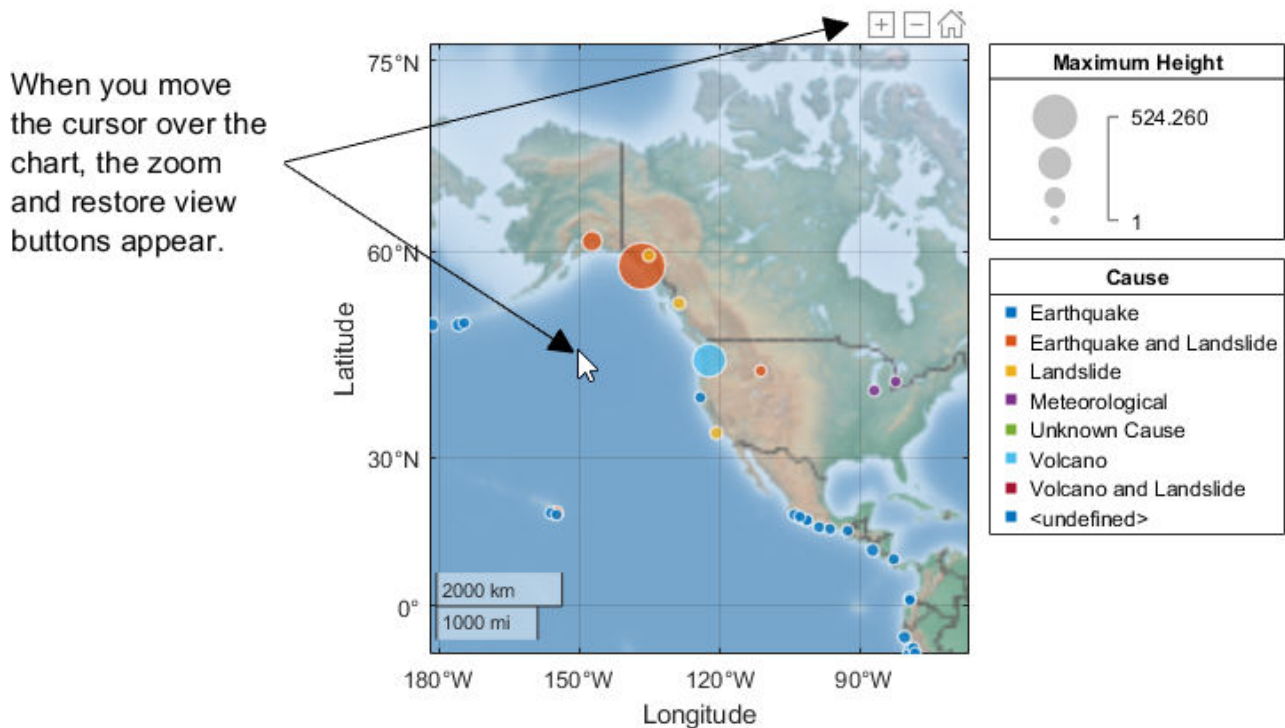 When you move
the cursor over the
chart, the zoom
and restore view
buttons appear.
75°N
60°N
30°N
0°
Latitude
2000 km
1000 mi
180°W
150°W
120°W
90°W
Longitude
Maximum Height
524.260
1
Cause
Earthquake
Earthquake and Landslide
Landslide
Meteorological
Unknown Cause
Volcano
Volcano and Landslide
<undefined>